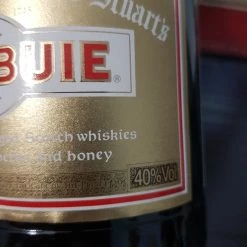 Stuart's
BUIE®
Scotch whiskies
and honey
40% Vol